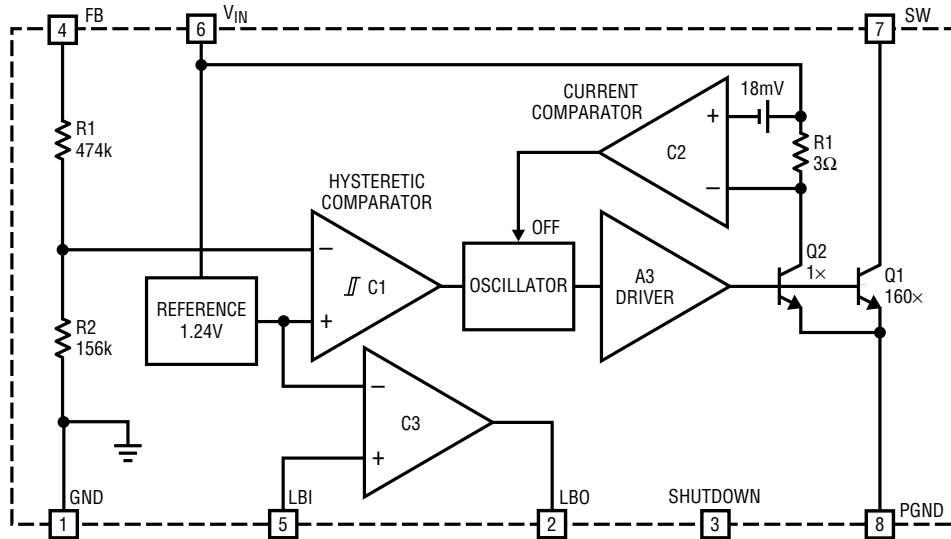 4 FB
6 VIN
7 SW
R1
474k
CURRENT
COMPARATOR
18mV
+
C2
−
R1
3Ω
HYSTERETIC
COMPARATOR
−
C1
+
OFF
OSCILLATOR
A3
DRIVER
Q2
1×
Q1
160×
REFERENCE
1.24V
R2
156k
−
C3
+
GND
1
LBI
5
LBO
2
SHUTDOWN
3
PGND
8